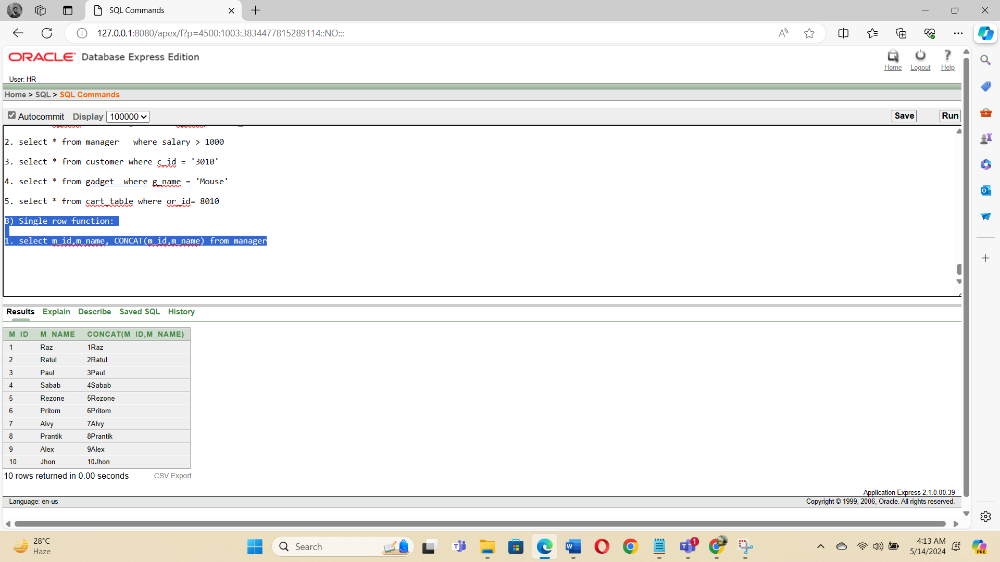 SQL Commands
127.0.0.1:8080/apex/f?p=4500:1003:3834477815289114::NO:::
ORACLE Database Express Edition
Home Logout Help
User: HR
Home > SQL > SQL Commands
Autocommit Display 100000 Save Run
2. select * from manager   where salary > 1000
3. select * from customer where c_id = '3010'
4. select * from gadget  where g_name = 'Mouse'
5. select * from cart_table where or_id= 8010
B) Single row function:
1. select m_id,m_name, CONCAT(m_id,m_name) from manager
Results Explain Describe Saved SQL History
M_ID M_NAME CONCAT(M_ID,M_NAME)
1 Raz 1Raz
2 Ratul 2Ratul
3 Paul 3Paul
4 Sabab 4Sabab
5 Rezone 5Rezone
6 Pritom 6Pritom
7 Alvy 7Alvy
8 Prantik 8Prantik
9 Alex 9Alex
10 Jhon 10Jhon
10 rows returned in 0.00 seconds CSV Export
Application Express 2.1.0.00.39
Language: en-us Copyright © 1999, 2006, Oracle. All rights reserved.
28°C
Haze
Search
1
4:13 AM
5/14/2024
PRE